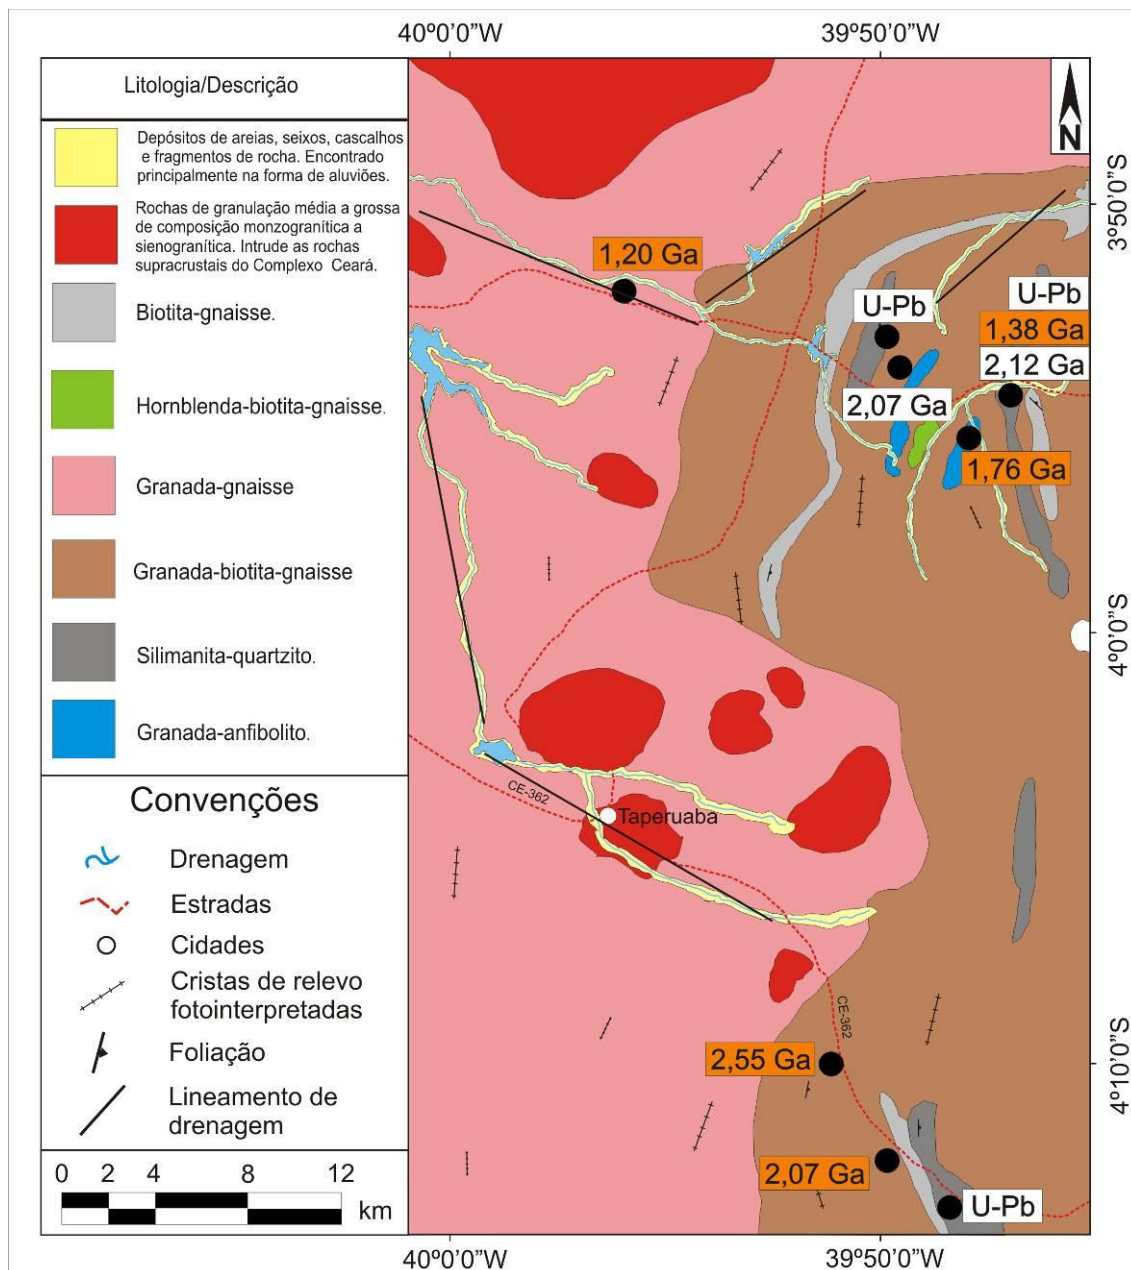 40º0'0”W
39º50'0”W
Litologia/Descrição
Depósitos de areias, seixos, cascalhos
e fragmentos de rocha. Encontrado
principalmente na forma de aluviões.
Rochas de granulação média a grossa
de composição monzogranítica a
sienogranítica. Intrude as rochas
supracrustais do Complexo Ceará.
Biotita-gnaisse.
Hornblenda-biotita-gnaisse.
Granada-gnaisse
Granada-biotita-gnaisse
Silimanita-quartzito.
Granada-anfibolito.
Convenções
Drenagem
Estradas
Cidades
Cristas de relevo
fotointerpretadas
Foliação
Lineamento de
drenagem
0 2 4 8 12
km
N
3º50'0”S
1,20 Ga
U-Pb
U-Pb
1,38 Ga
2,12 Ga
2,07 Ga
1,76 Ga
4º0'0”S
CE-362
Taperuaba
CE-362
2,55 Ga
4º10'0”S
2,07 Ga
U-Pb
40º0'0”W
39º50'0”W